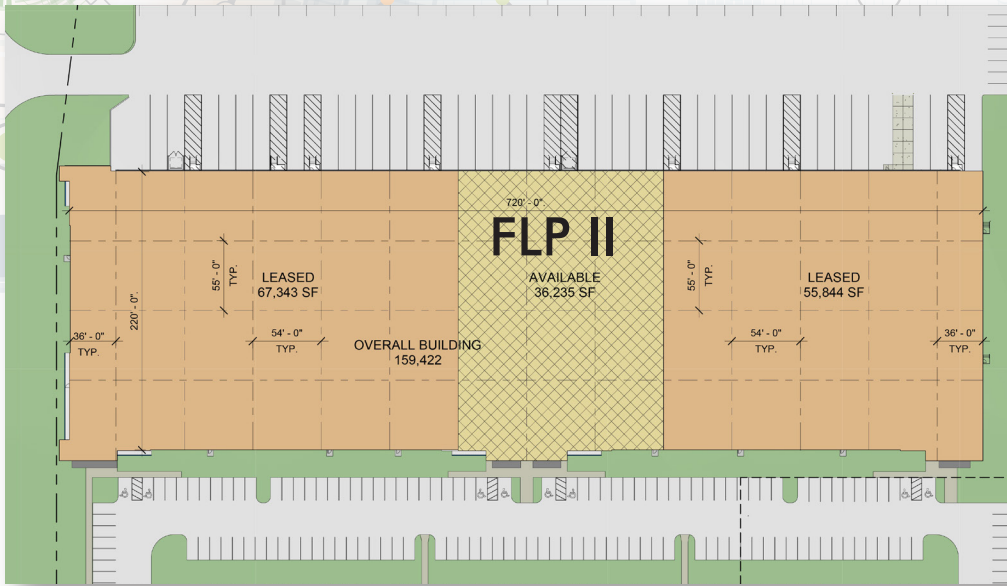 720' - 0".
FLP II
LEASED
67,343 SF
AVAILABLE
36,235 SF
LEASED
55,844 SF
55' - 0"
TYP.
55' - 0"
TYP.
220' - 0".
36' - 0"
TYP.
54' - 0"
TYP.
OVERALL BUILDING
159,422
54' - 0"
TYP.
36' - 0"
TYP.